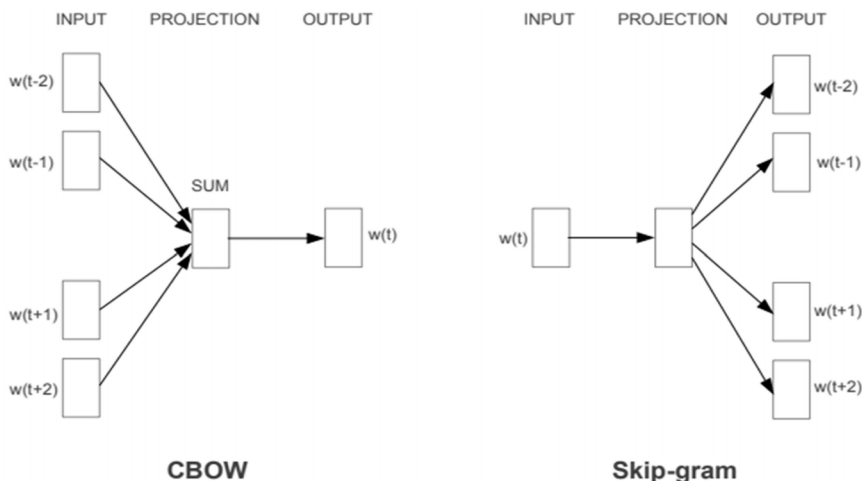 INPUT PROJECTION OUTPUT
w(t-2)
w(t-1)
SUM
w(t)
w(t+1)
w(t+2)
CBOW
INPUT PROJECTION OUTPUT
w(t-2)
w(t-1)
w(t)
w(t+1)
w(t+2)
Skip-gram